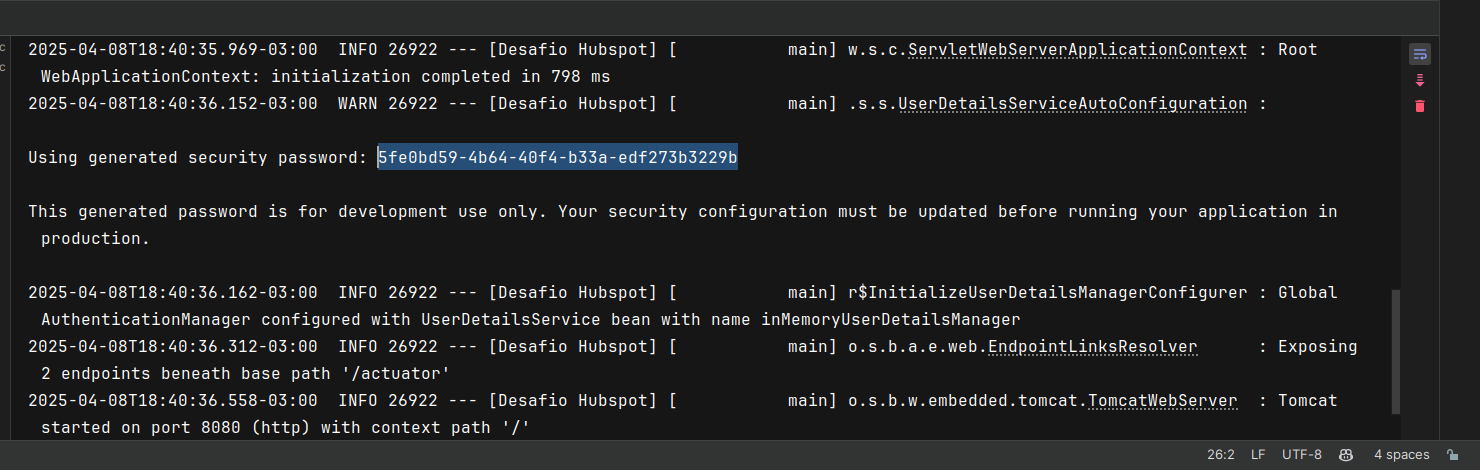 c
c
2025-04-08T18:40:35.969-03:00  INFO 26922 --- [Desafio Hubspot] [           main] w.s.c.ServletWebServerApplicationContext : Root
WebApplicationContext: initialization completed in 798 ms
2025-04-08T18:40:36.152-03:00  WARN 26922 --- [Desafio Hubspot] [           main] .s.s.UserDetailsServiceAutoConfiguration :
Using generated security password: 5fe0bd59-4b64-40f4-b33a-edf273b3229b
This generated password is for development use only. Your security configuration must be updated before running your application in
production.
2025-04-08T18:40:36.162-03:00  INFO 26922 --- [Desafio Hubspot] [           main] r$InitializeUserDetailsManagerConfigurer : Global
AuthenticationManager configured with UserDetailsService bean with name inMemoryUserDetailsManager
2025-04-08T18:40:36.312-03:00  INFO 26922 --- [Desafio Hubspot] [           main] o.s.b.a.e.web.EndpointLinksResolver      : Exposing
2 endpoints beneath base path '/actuator'
2025-04-08T18:40:36.558-03:00  INFO 26922 --- [Desafio Hubspot] [           main] o.s.b.w.embedded.tomcat.TomcatWebServer  : Tomcat
started on port 8080 (http) with context path '/'
26:2 LF UTF-8 4 spaces